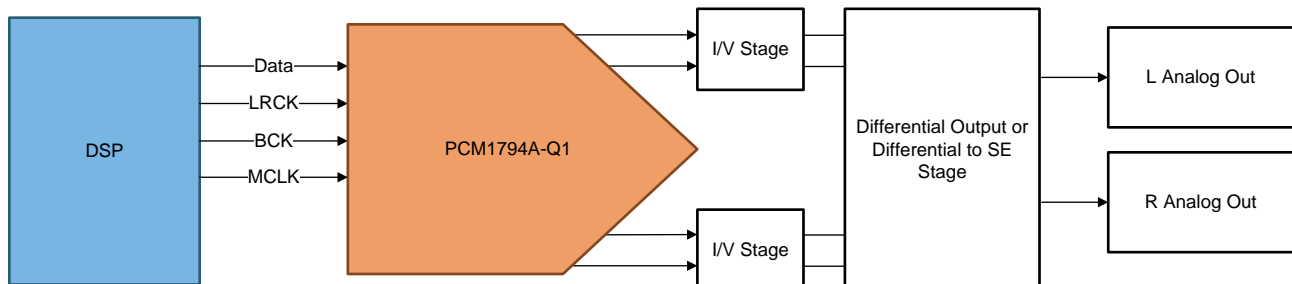 DSP
Data
LRCK
BCK
MCLK
PCM1794A-Q1
I/V Stage
I/V Stage
Differential Output or
Differential to SE
Stage
L Analog Out
R Analog Out